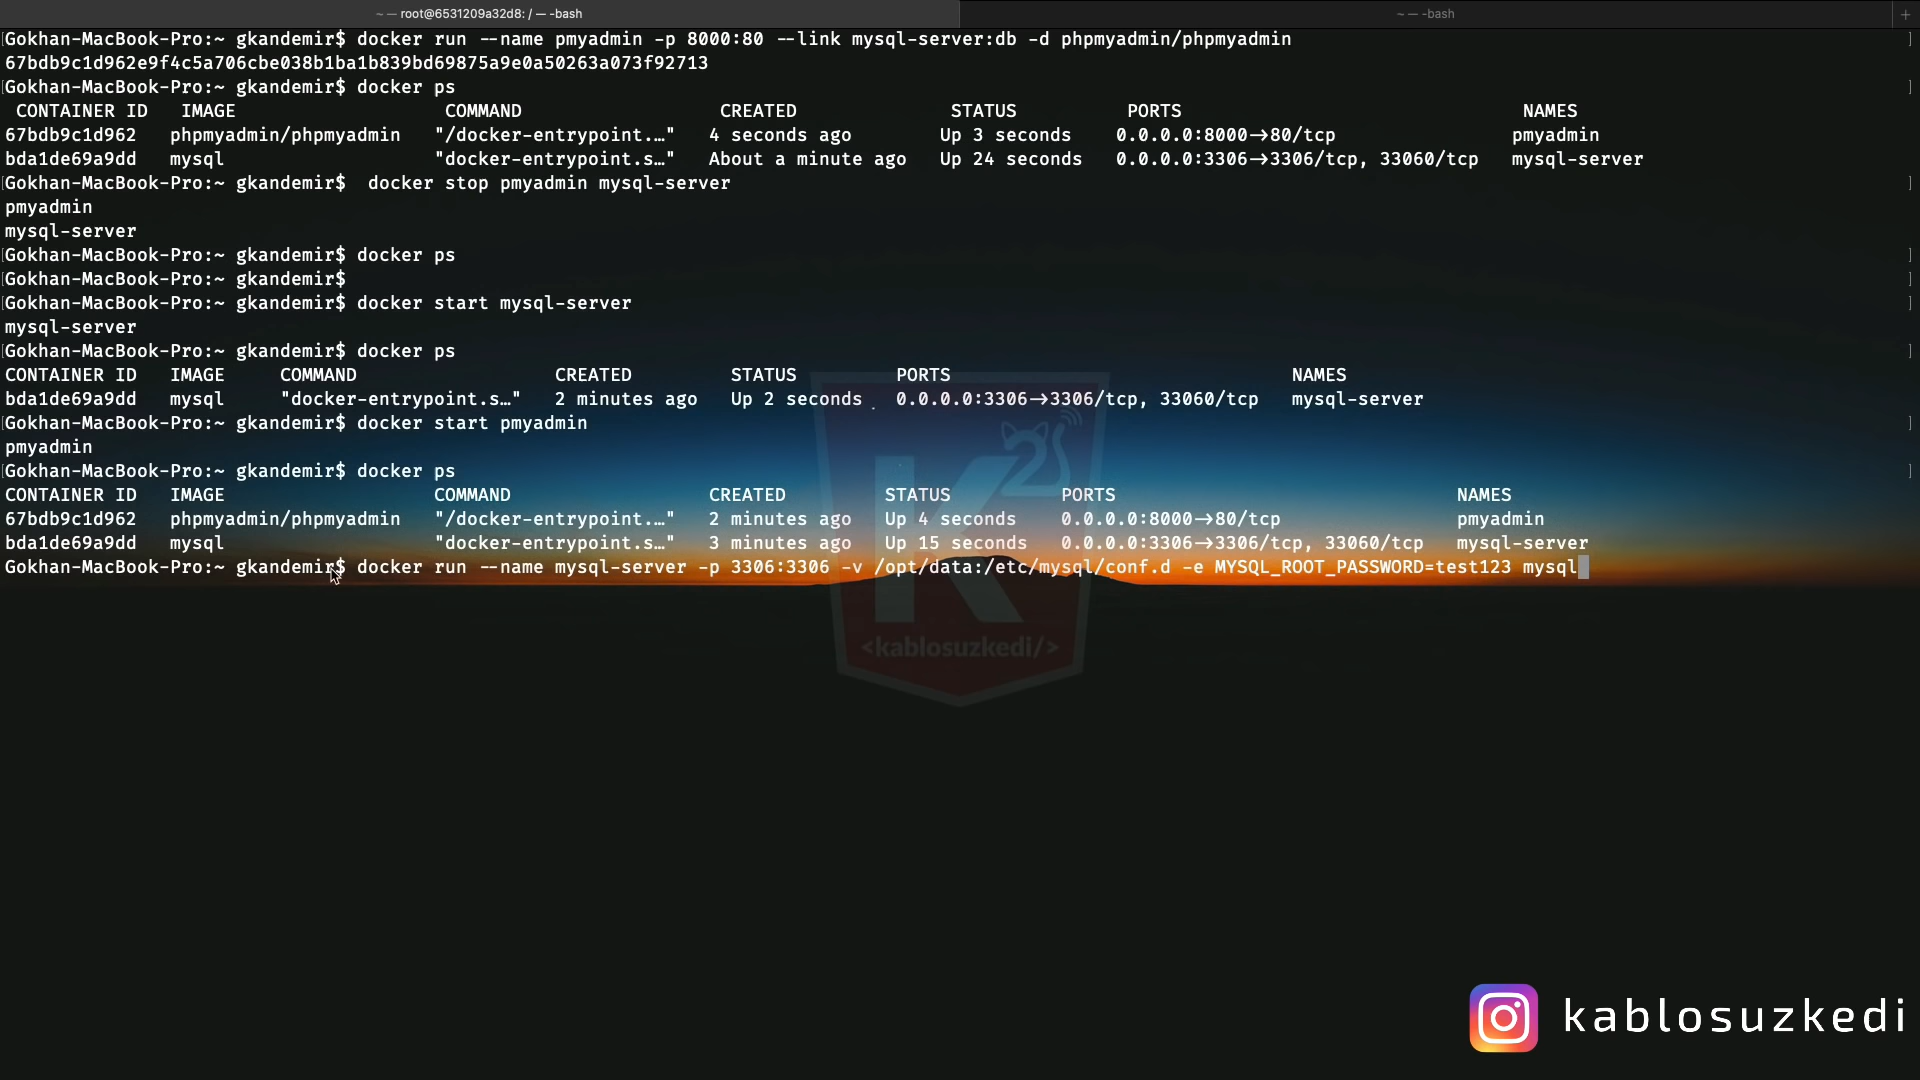 ~ — root@6531209a32d8: / — -bash
~ — -bash
Gokhan-MacBook-Pro:~ gkandemir$ docker run --name pmyadmin -p 8000:80 --link mysql-server:db -d phpmyadmin/phpmyadmin
67bdb9c1d962e9f4c5a706cbe038b1ba1b839bd69875a9e0a50263a073f92713
Gokhan-MacBook-Pro:~ gkandemir$ docker ps
CONTAINER ID   IMAGE   COMMAND   CREATED   STATUS   PORTS   NAMES
67bdb9c1d962   phpmyadmin/phpmyadmin   "/docker-entrypoint.…"   4 seconds ago   Up 3 seconds   0.0.0.0:8000->80/tcp   pmyadmin
bda1de69a9dd   mysql   "docker-entrypoint.s…"   About a minute ago   Up 24 seconds   0.0.0.0:3306->3306/tcp, 33060/tcp   mysql-server
Gokhan-MacBook-Pro:~ gkandemir$  docker stop pmyadmin mysql-server
pmyadmin
mysql-server
Gokhan-MacBook-Pro:~ gkandemir$ docker ps
Gokhan-MacBook-Pro:~ gkandemir$
Gokhan-MacBook-Pro:~ gkandemir$ docker start mysql-server
mysql-server
Gokhan-MacBook-Pro:~ gkandemir$ docker ps
CONTAINER ID   IMAGE   COMMAND   CREATED   STATUS   PORTS   NAMES
bda1de69a9dd   mysql   "docker-entrypoint.s…"   2 minutes ago   Up 2 seconds   0.0.0.0:3306->3306/tcp, 33060/tcp   mysql-server
Gokhan-MacBook-Pro:~ gkandemir$ docker start pmyadmin
pmyadmin
Gokhan-MacBook-Pro:~ gkandemir$ docker ps
CONTAINER ID   IMAGE   COMMAND   CREATED   STATUS   PORTS   NAMES
67bdb9c1d962   phpmyadmin/phpmyadmin   "/docker-entrypoint.…"   2 minutes ago   Up 4 seconds   0.0.0.0:8000->80/tcp   pmyadmin
bda1de69a9dd   mysql   "docker-entrypoint.s…"   3 minutes ago   Up 15 seconds   0.0.0.0:3306->3306/tcp, 33060/tcp   mysql-server
Gokhan-MacBook-Pro:~ gkandemir$ docker run --name mysql-server -p 3306:3306 -v /opt/data:/etc/mysql/conf.d -e MYSQL_ROOT_PASSWORD=test123 mysql
K2
<kablosuzkedi/>
kablosuzkedi